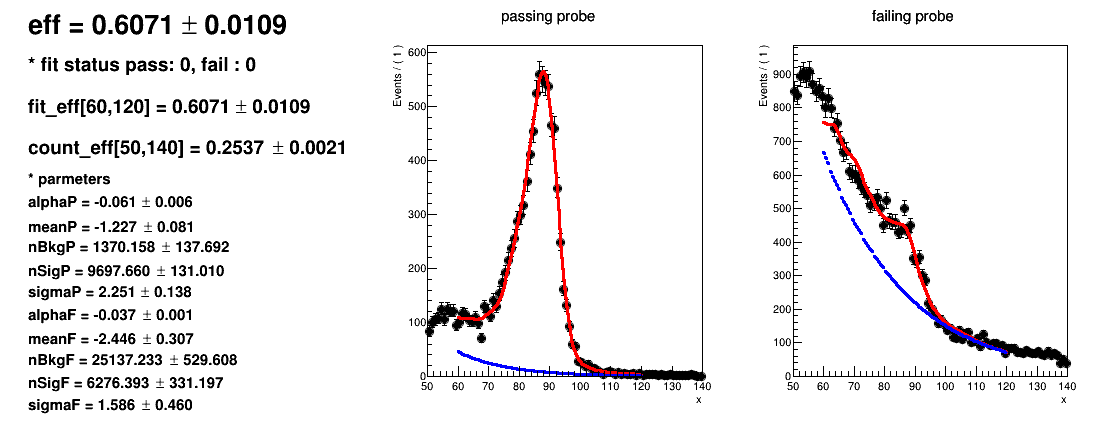 eff = 0.6071 ± 0.0109
* fit status pass: 0, fail : 0
fit_eff[60,120] = 0.6071 ± 0.0109
count_eff[50,140] = 0.2537 ± 0.0021
* parmeters
alphaP = -0.061 ± 0.006
meanP = -1.227 ± 0.081
nBkgP = 1370.158 ± 137.692
nSigP = 9697.660 ± 131.010
sigmaP = 2.251 ± 0.138
alphaF = -0.037 ± 0.001
meanF = -2.446 ± 0.307
nBkgF = 25137.233 ± 529.608
nSigF = 6276.393 ± 331.197
sigmaF = 1.586 ± 0.460
passing probe
Events / ( 1 )
600
500
400
300
200
100
0
50 60 70 80 90 100 110 120 130 140
x
failing probe
Events / ( 1 )
900
800
700
600
500
400
300
200
100
0
50 60 70 80 90 100 110 120 130 140
x